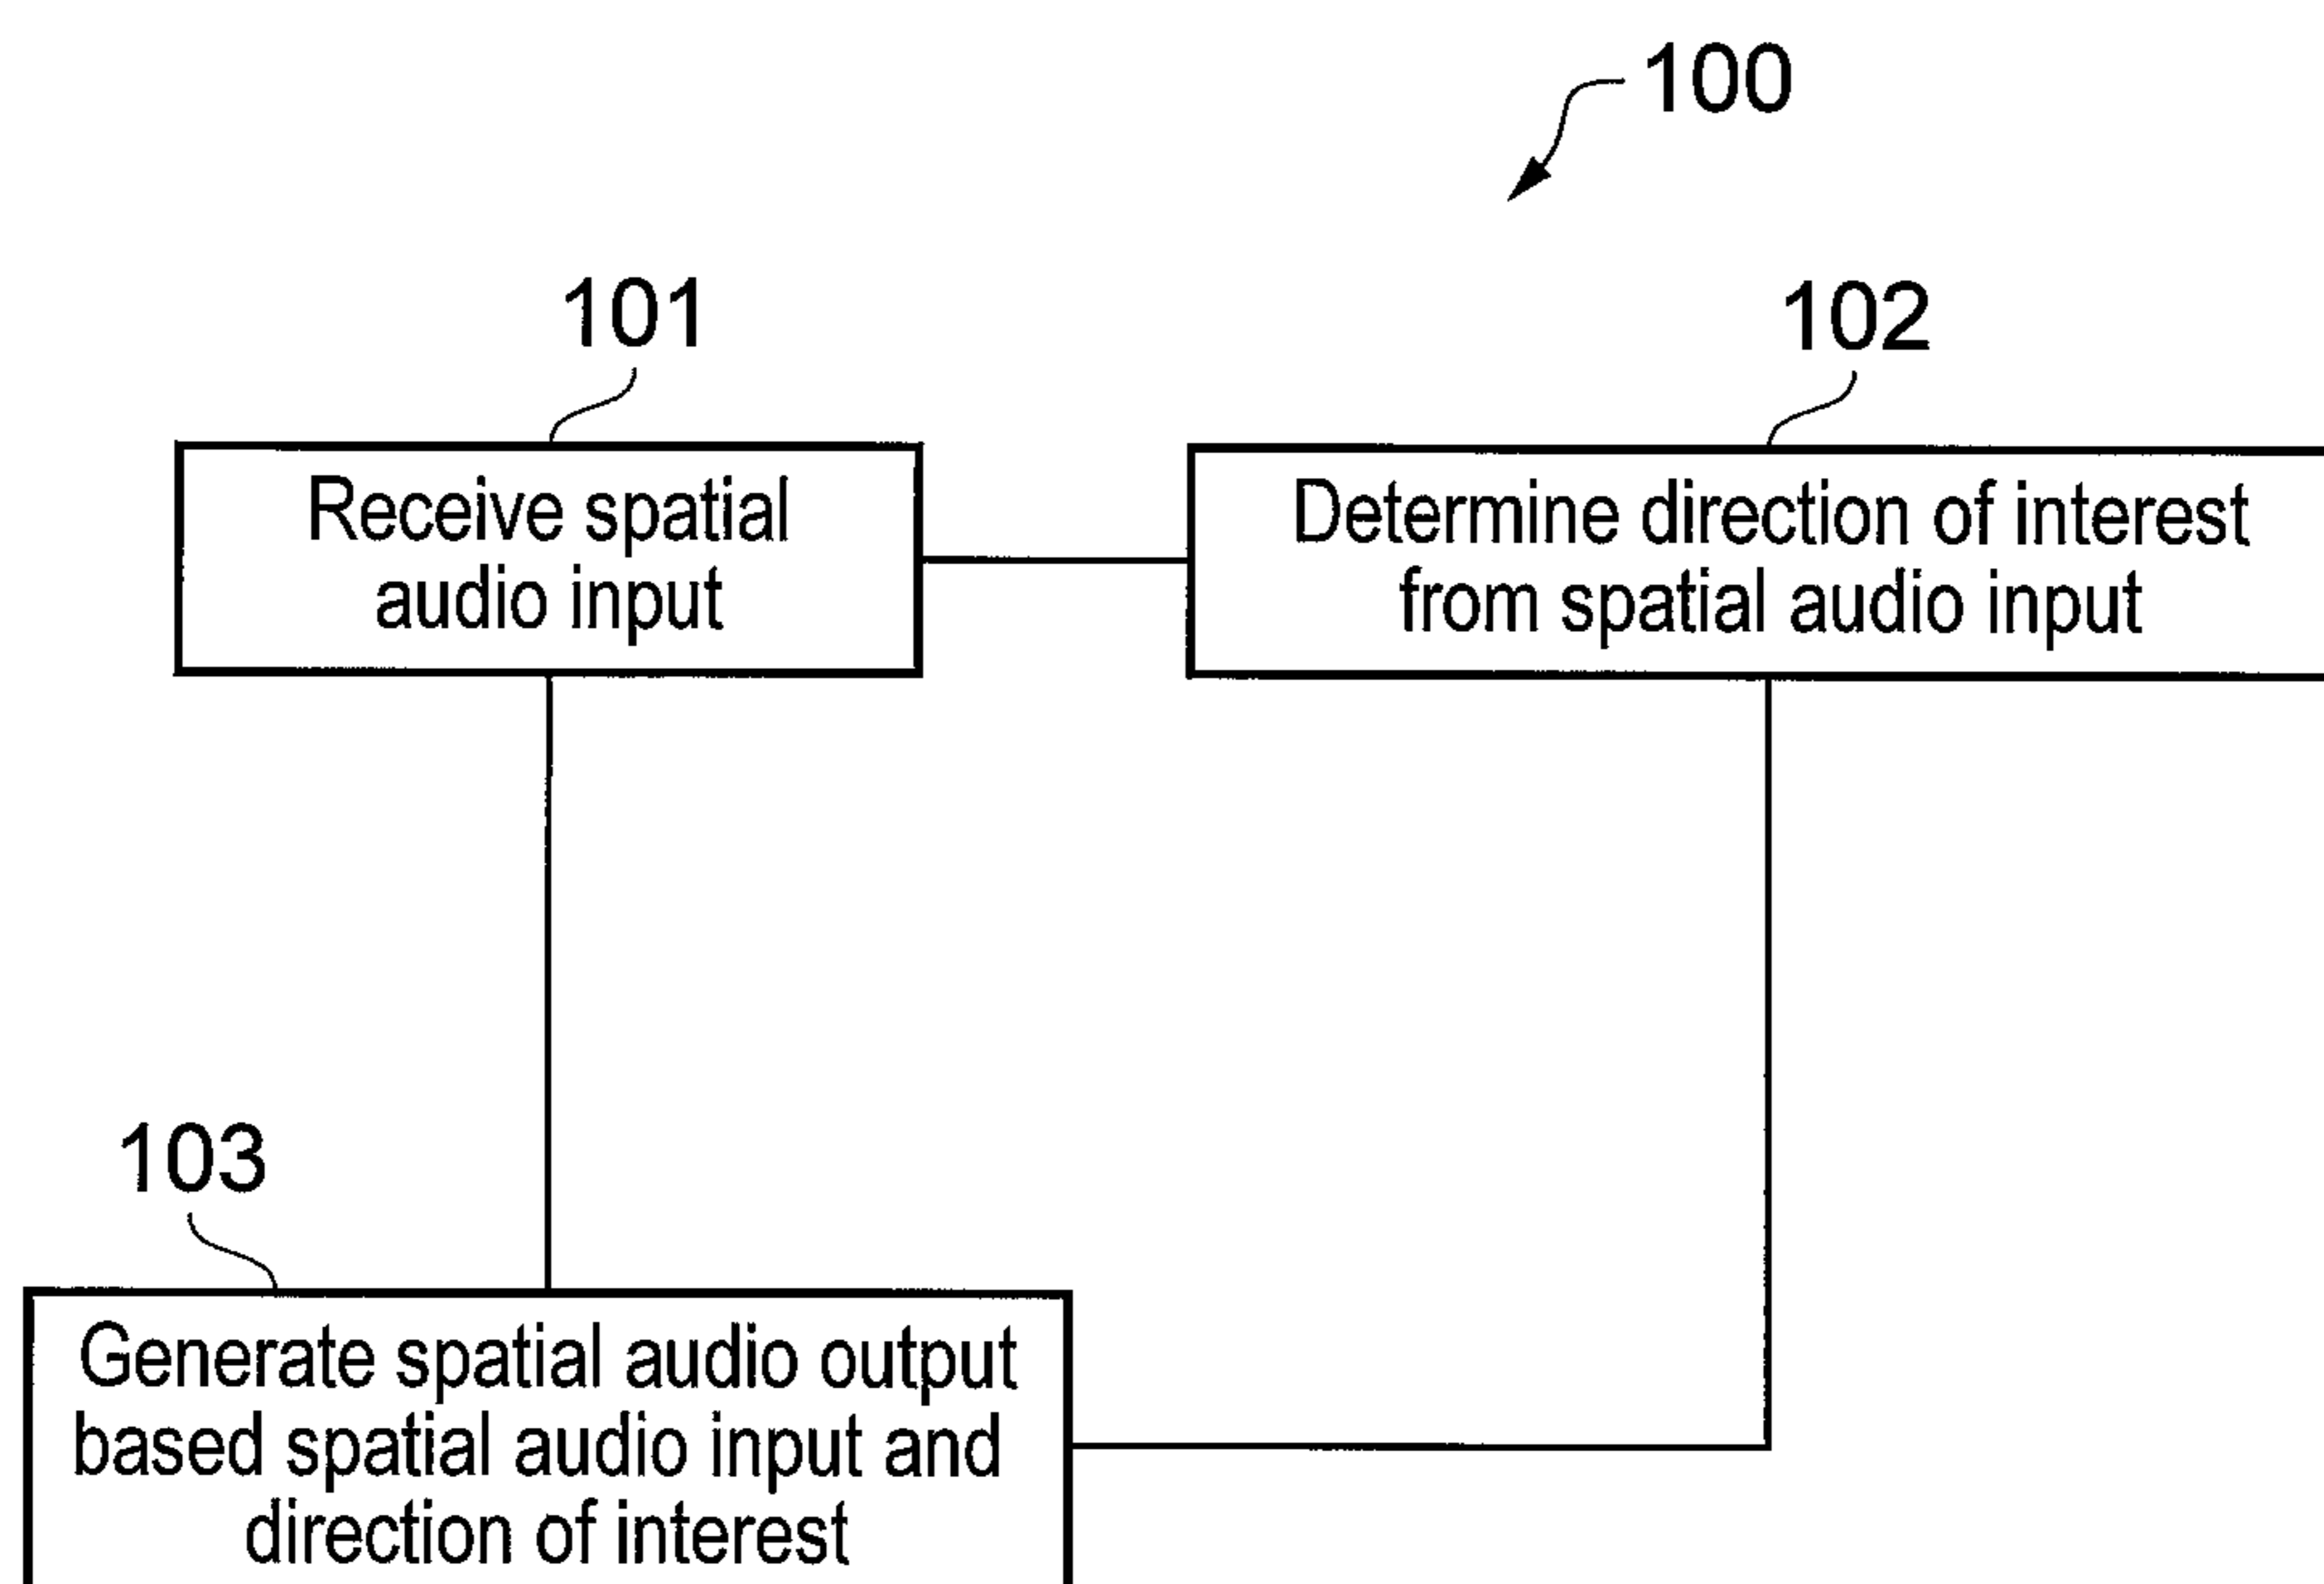 100
101
102
Receive spatial
audio input
Determine direction of interest
from spatial audio input
103
Generate spatial audio output
based spatial audio input and
direction of interest